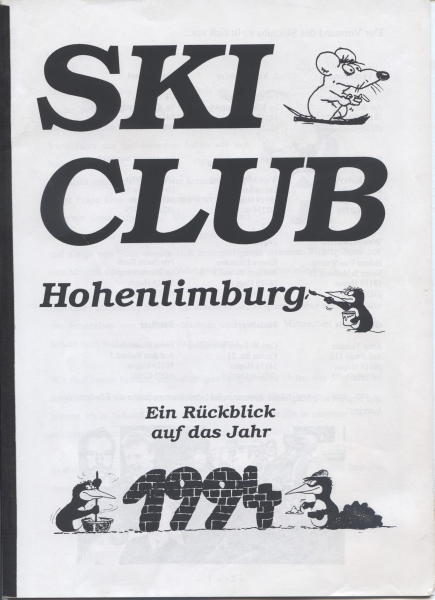 SKI
CLUB
Hohenlimburg
Ein Rückblick
auf das Jahr
1994